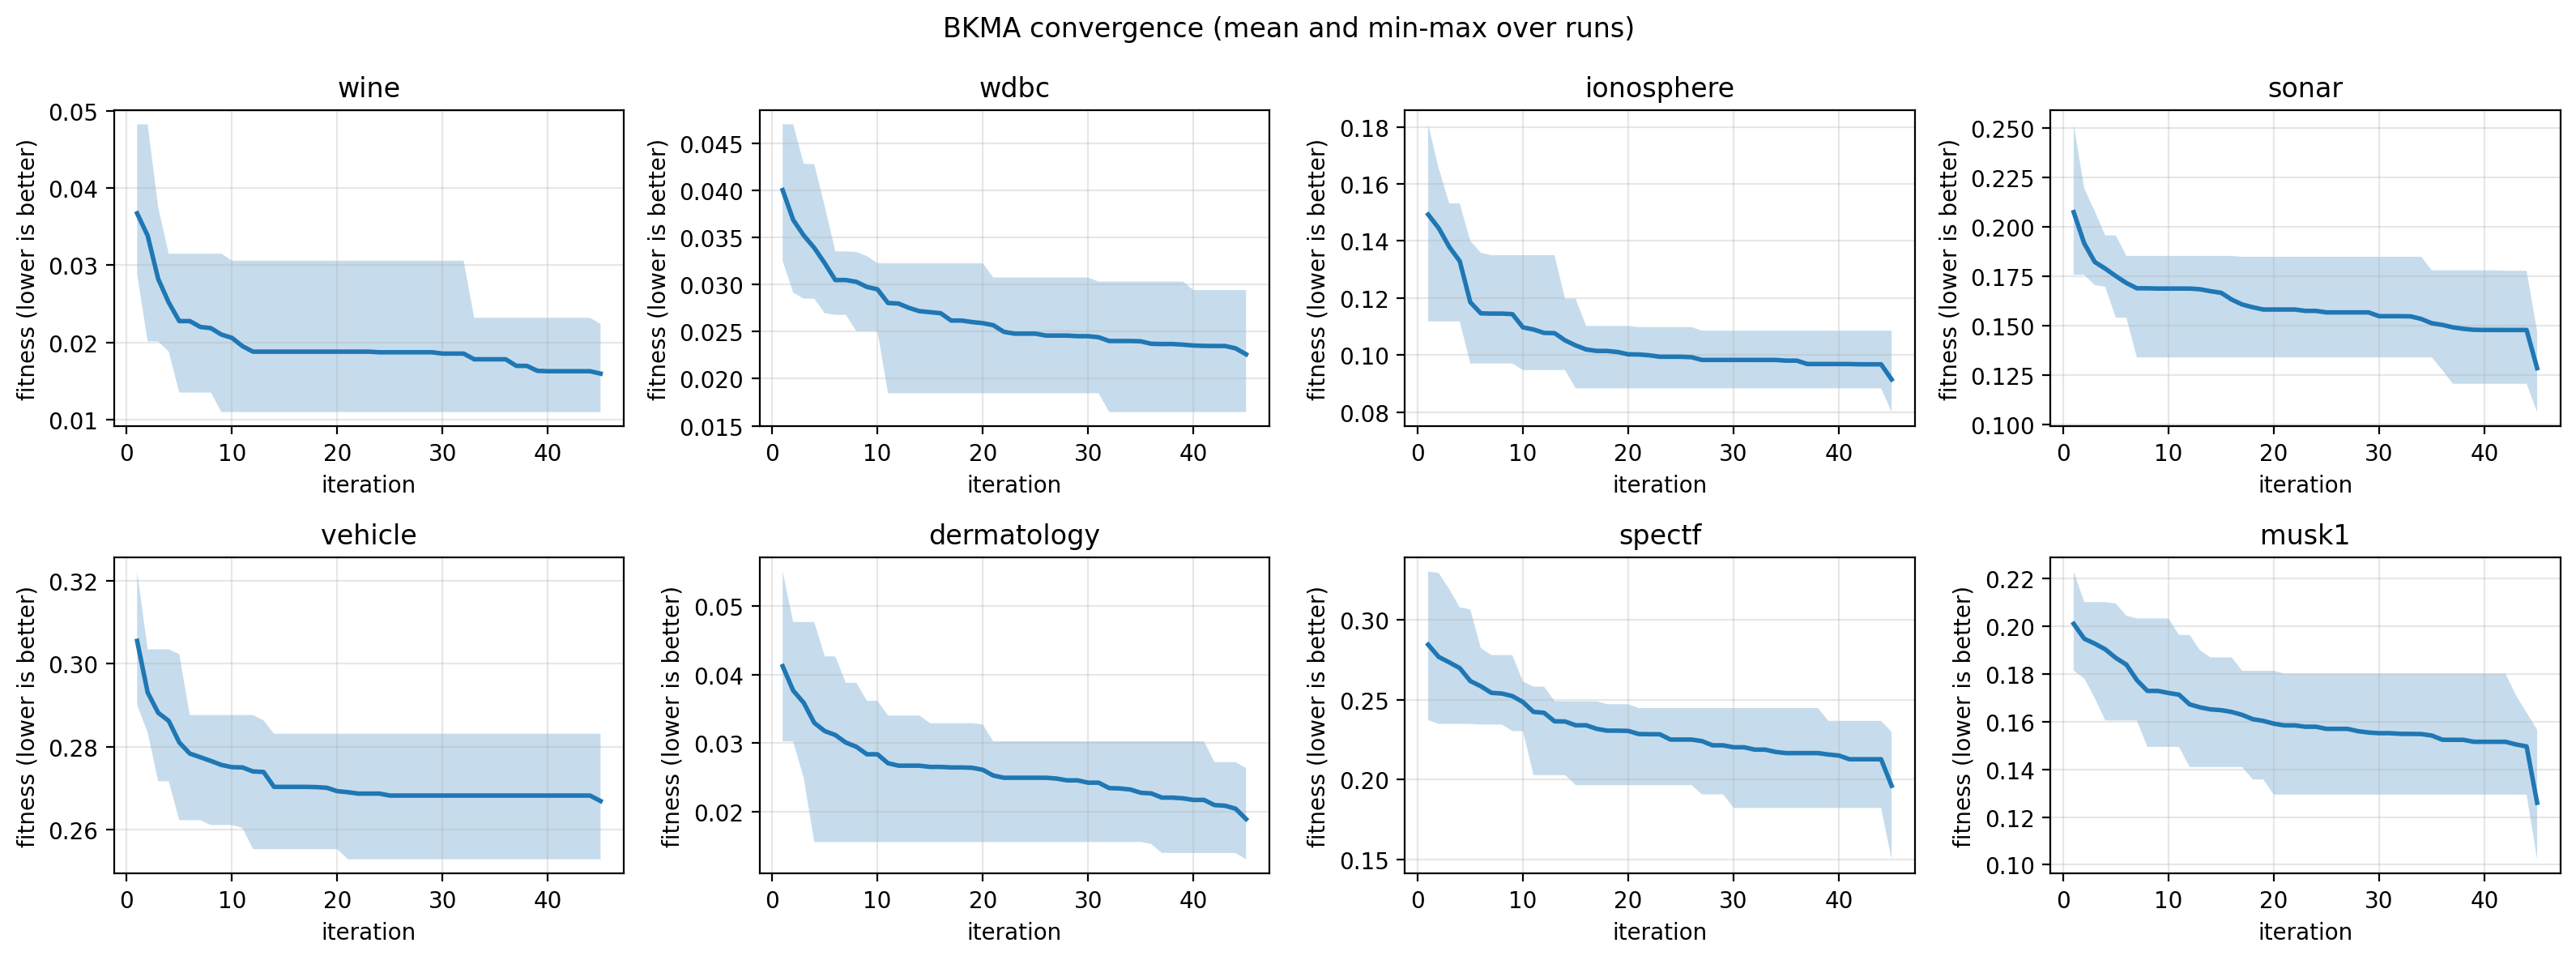 BKMA convergence (mean and min-max over runs)
wine
fitness (lower is better)
0.05
0.04
0.03
0.02
0.01
0 10 20 30 40
iteration
wdbc
fitness (lower is better)
0.045
0.040
0.035
0.030
0.025
0.020
0.015
0 10 20 30 40
iteration
ionosphere
fitness (lower is better)
0.18
0.16
0.14
0.12
0.10
0.08
0 10 20 30 40
iteration
sonar
fitness (lower is better)
0.250
0.225
0.200
0.175
0.150
0.125
0.100
0 10 20 30 40
iteration
vehicle
fitness (lower is better)
0.32
0.30
0.28
0.26
0 10 20 30 40
iteration
dermatology
fitness (lower is better)
0.05
0.04
0.03
0.02
0 10 20 30 40
iteration
spectf
fitness (lower is better)
0.30
0.25
0.20
0.15
0 10 20 30 40
iteration
musk1
fitness (lower is better)
0.22
0.20
0.18
0.16
0.14
0.12
0.10
0 10 20 30 40
iteration